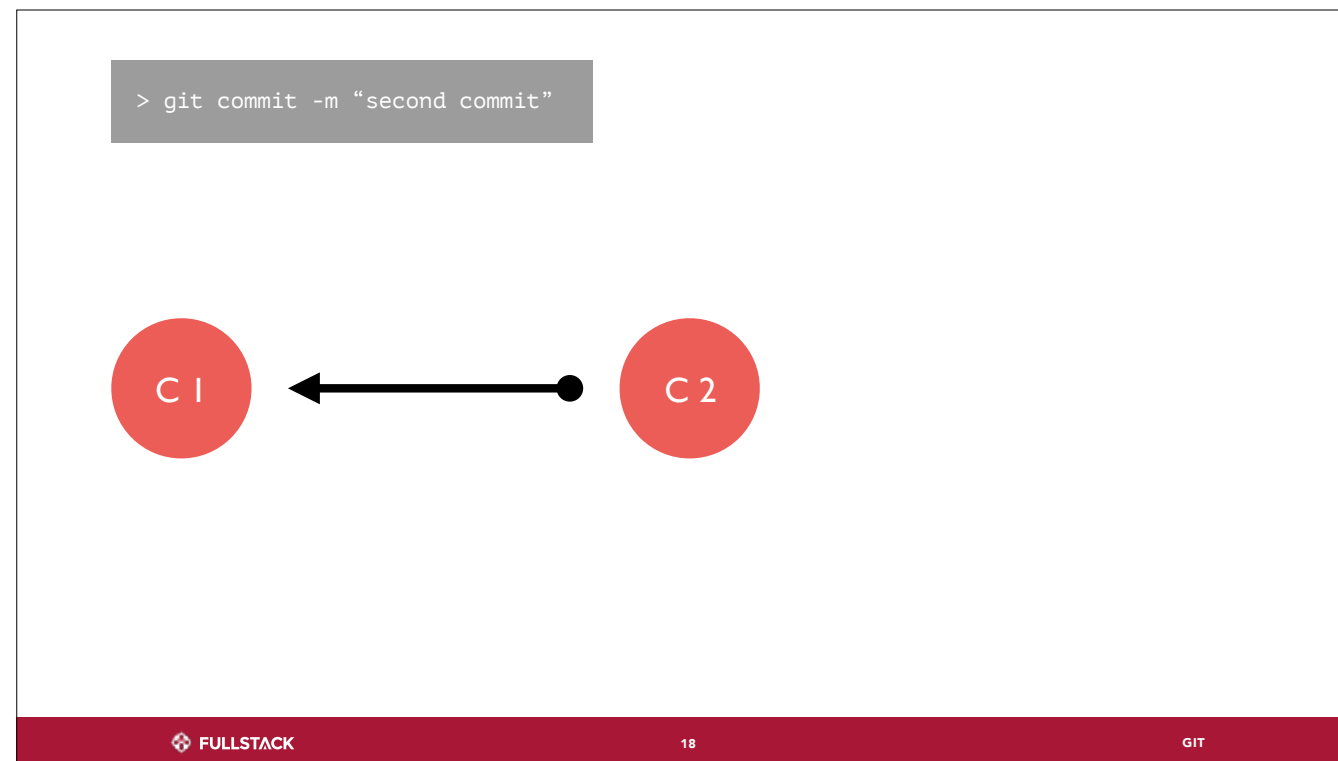 > git commit -m “second commit”
C 1
C 2
FULLSTACK
18
GIT